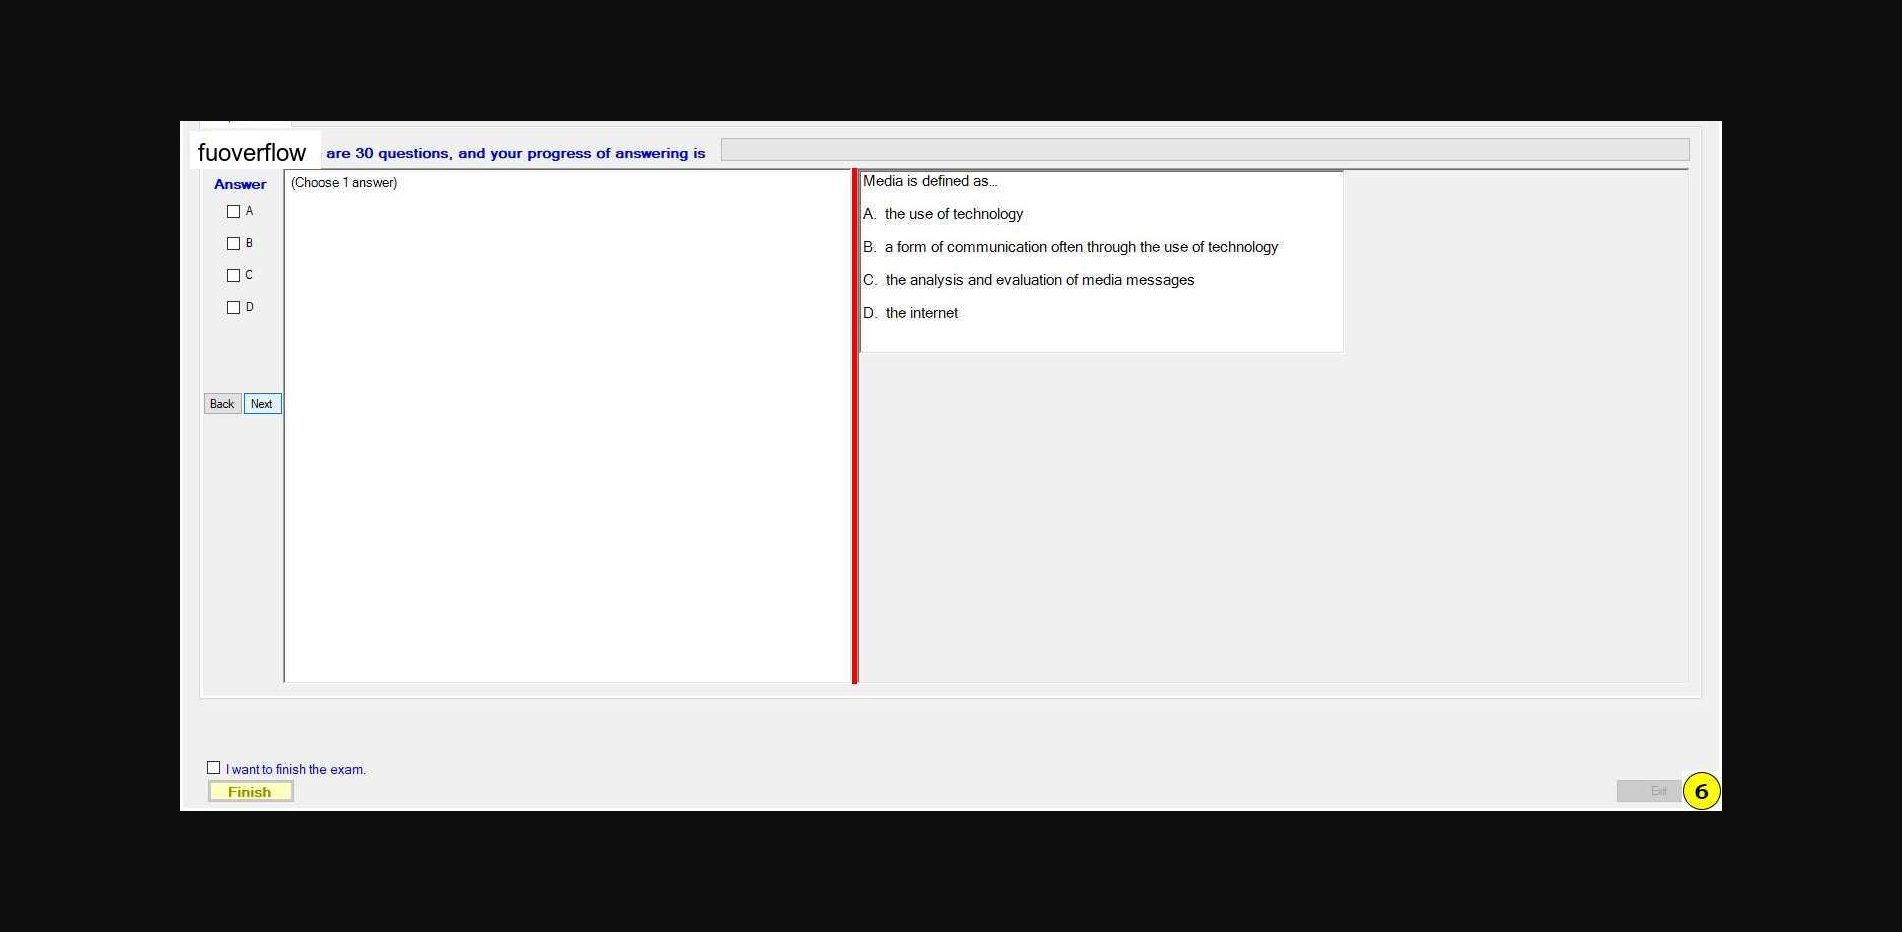 fuoverflow are 30 questions, and your progress of answering is
Answer
A
B
C
D
Back Next
(Choose 1 answer)
Media is defined as...
A. the use of technology
B. a form of communication often through the use of technology
C. the analysis and evaluation of media messages
D. the internet
I want to finish the exam.
Finish
Exit
6